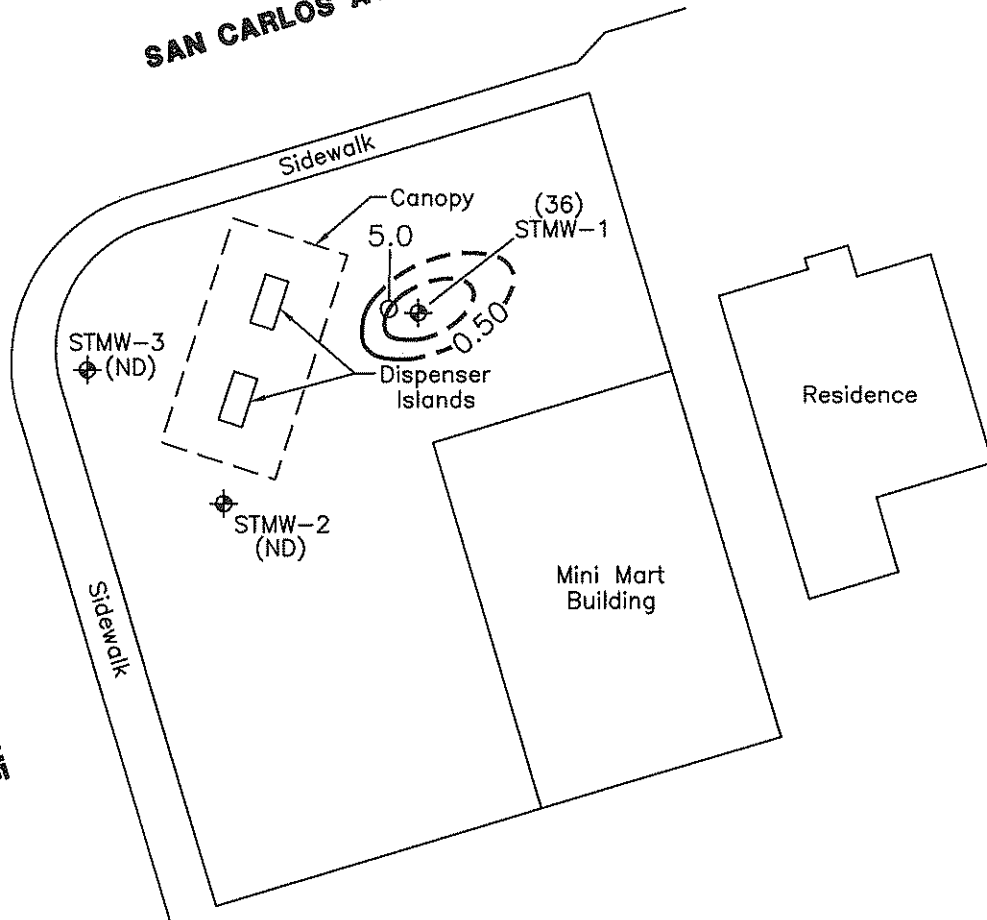 SAN CARLOS
Sidewalk
Canopy
(36)
STMW-1
5.0
0.50
STMW-3
(ND)
Dispenser
Islands
Residence
STMW-2
(ND)
Mini Mart
Building
Sidewalk